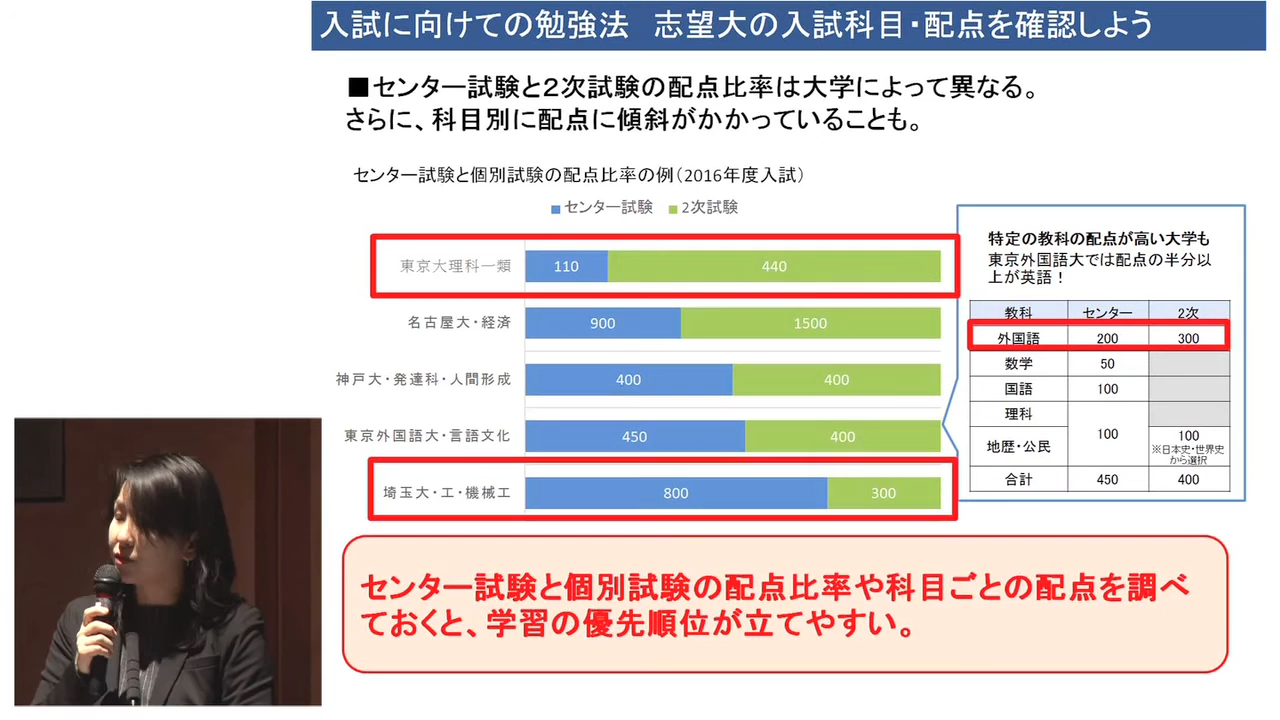 入試に向けての勉強法　志望大の入試科目・配点を確認しよう
■センター試験と２次試験の配点比率は大学によって異なる。
さらに、科目別に配点に傾斜がかかっていることも。
センター試験と個別試験の配点比率の例（2016年度入試）
■センター試験 ■2次試験
東京大理科一類 110 440
名古屋大・経済 900 1500
神戸大・発達科・人間形成 400 400
東京外国語大・言語文化 450 400
埼玉大・工・機械工 800 300
特定の教科の配点が高い大学も
東京外国語大では配点の半分以
上が英語！
教科 センター 2次
外国語 200 300
数学 50
国語 100
理科
地歴・公民 100 100
※日本史・世界史
から選択
合計 450 400
センター試験と個別試験の配点比率や科目ごとの配点を調べ
ておくと、学習の優先順位が立てやすい。